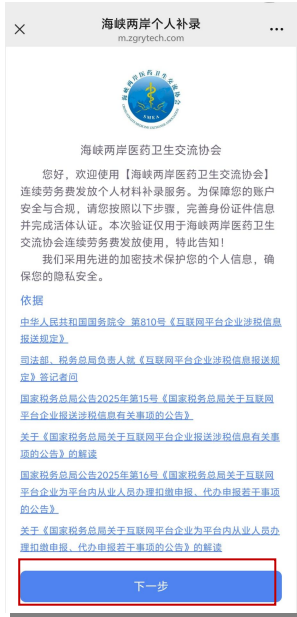 海峡两岸个人补录
m.zgrytech.com
海峡两岸医药卫生交流协会
SMEA
海峡两岸医药卫生交流协会
您好，欢迎使用【海峡两岸医药卫生交流协会】
连续劳务费发放个人材料补录服务。为保障您的账户
安全与合规，请您按照以下步骤，完善身份证件信息
并完成活体认证。本次验证仅用于海峡两岸医药卫生
交流协会连续劳务费发放使用，特此告知！
我们采用先进的加密技术保护您的个人信息，确
保您的隐私安全。
依据
中华人民共和国国务院令 第810号《互联网平台企业涉税信息
报送规定》
司法部、税务总局负责人就《互联网平台企业涉税信息报送规
定》答记者问
国家税务总局公告2025年第15号《国家税务总局关于互联网
平台企业报送涉税信息有关事项的公告》
关于《国家税务总局关于互联网平台企业报送涉税信息有关事
项的公告》的解读
国家税务总局公告2025年第16号《国家税务总局关于互联网
平台企业为平台内从业人员办理扣缴申报、代办申报若干事项
的公告》
关于《国家税务总局关于互联网平台企业为平台内从业人员办
理扣缴申报、代办申报若干事项的公告》的解读
下一步